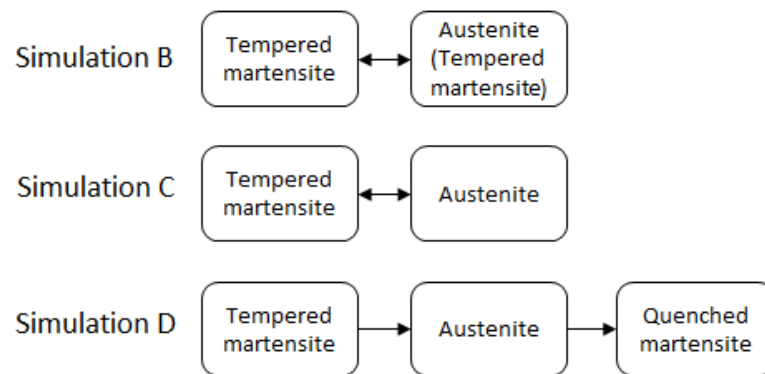 Simulation B
Tempered
martensite
Austenite
(Tempered
martensite)
Simulation C
Tempered
martensite
Austenite
Simulation D
Tempered
martensite
Austenite
Quenched
martensite